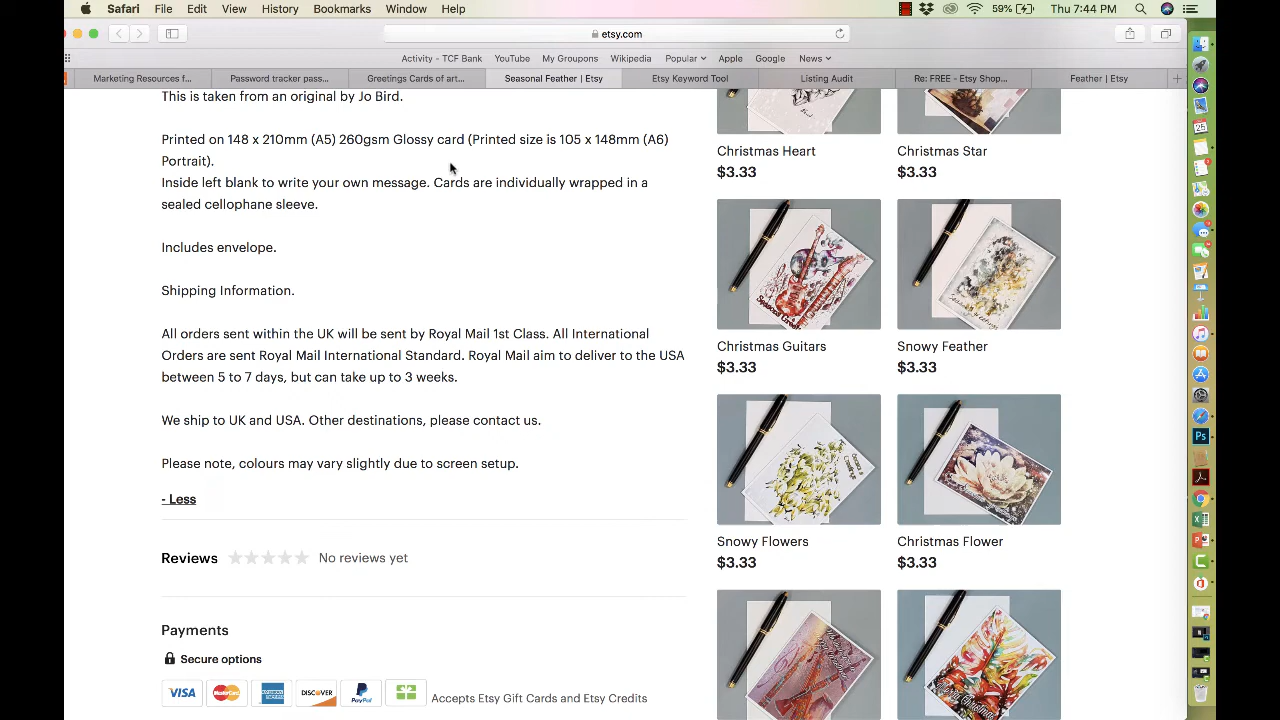 Safari File Edit View History Bookmarks Window Help 59% Thu 7:44 PM
etsy.com
Activity - TCF Bank YouTube My Groupons Wikipedia Popular Apple Google News
Marketing Resources f... Password tracker pass... Greetings Cards of art... Seasonal Feather | Etsy Etsy Keyword Tool Listing Audit Re: FREE - Etsy Shop... Feather | Etsy
This is taken from an original by Jo Bird.
Printed on 148 x 210mm (A5) 260gsm Glossy card (Printed size is 105 x 148mm (A6)
Portrait).
Inside left blank to write your own message. Cards are individually wrapped in a
sealed cellophane sleeve.
Includes envelope.
Shipping Information.
All orders sent within the UK will be sent by Royal Mail 1st Class. All International
Orders are sent Royal Mail International Standard. Royal Mail aim to deliver to the USA
between 5 to 7 days, but can take up to 3 weeks.
We ship to UK and USA. Other destinations, please contact us.
Please note, colours may vary slightly due to screen setup.
- Less
Reviews No reviews yet
Payments
Secure options
VISA MasterCard AMERICAN EXPRESS DISCOVER PayPal Accepts Etsy Gift Cards and Etsy Credits
Christmas Heart
$3.33
Christmas Star
$3.33
Christmas Guitars
$3.33
Snowy Feather
$3.33
Snowy Flowers
$3.33
Christmas Flower
$3.33